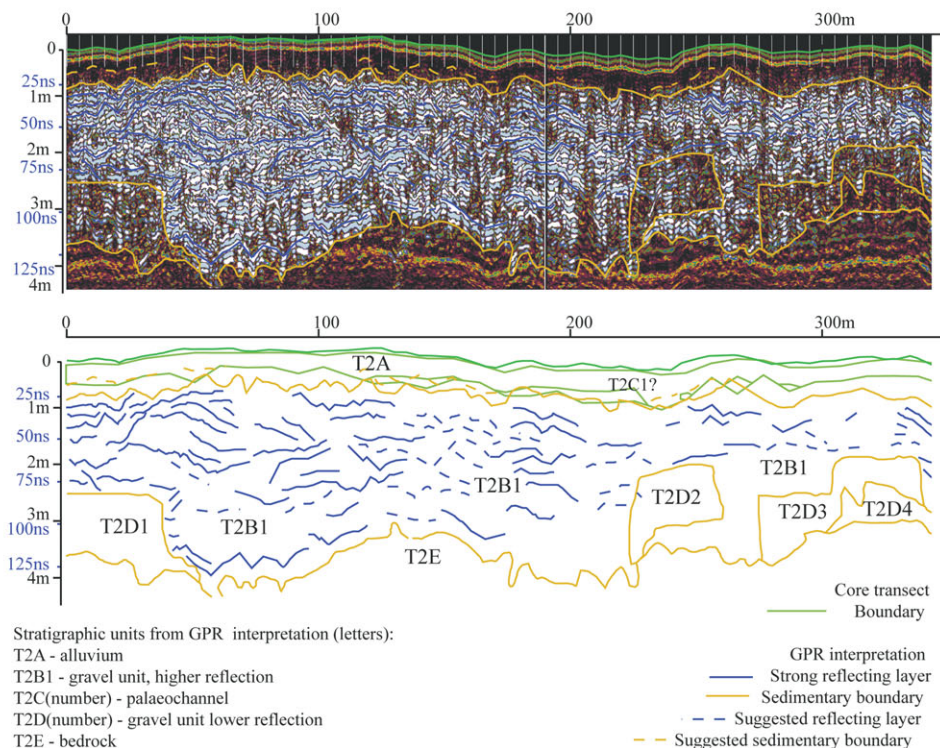 0 100 200 300m
0
25ns
1m
50ns
2m
75ns
3m
100ns
125ns
4m
0 100 200 300m
0
T2A
T2C1?
25ns
1m
50ns
2m
T2B1
75ns
T2B1
T2D2
3m
T2D1
T2B1
T2D3
T2D4
100ns
T2E
125ns
4m
Core transect
Boundary
Stratigraphic units from GPR interpretation (letters):
T2A - alluvium
T2B1 - gravel unit, higher reflection
T2C(number) - palaeochannel
T2D(number) - gravel unit lower reflection
T2E - bedrock
GPR interpretation
Strong reflecting layer
Sedimentary boundary
Suggested reflecting layer
Suggested sedimentary boundary